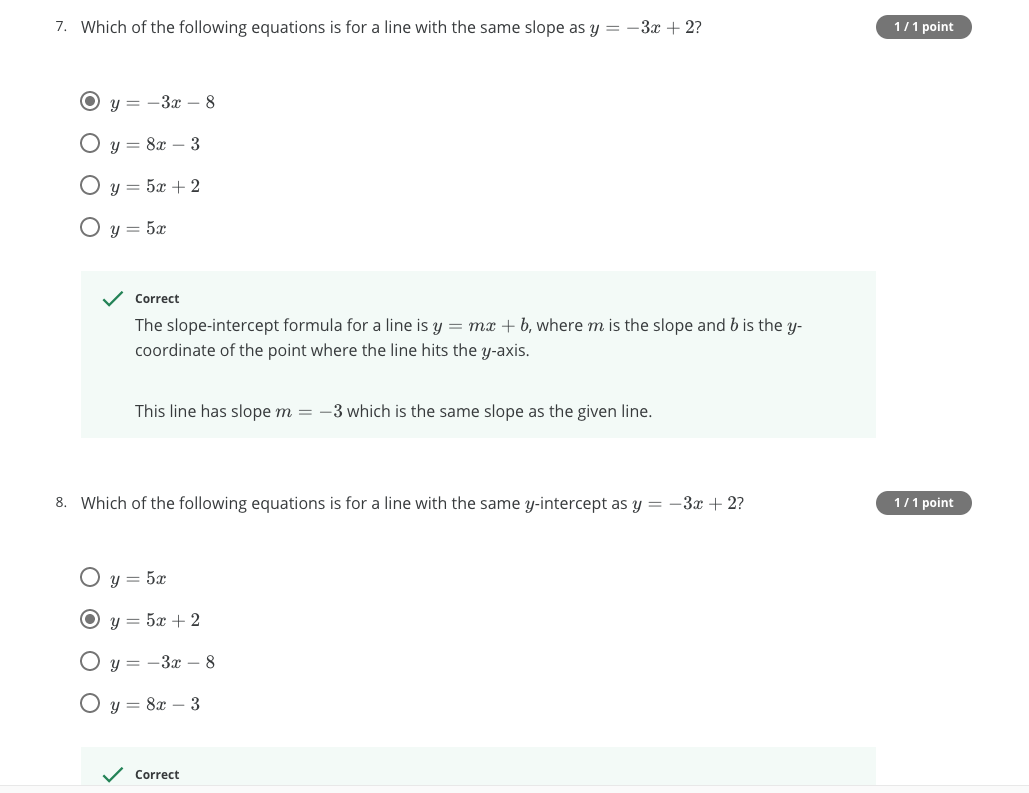 7. Which of the following equations is for a line with the same slope as y = −3x + 2?
1 / 1 point
y = −3x − 8
y = 8x − 3
y = 5x + 2
y = 5x
Correct
The slope-intercept formula for a line is y = mx + b, where m is the slope and b is the y-
coordinate of the point where the line hits the y-axis.
This line has slope m = −3 which is the same slope as the given line.
8. Which of the following equations is for a line with the same y-intercept as y = −3x + 2?
1 / 1 point
y = 5x
y = 5x + 2
y = −3x − 8
y = 8x − 3
Correct